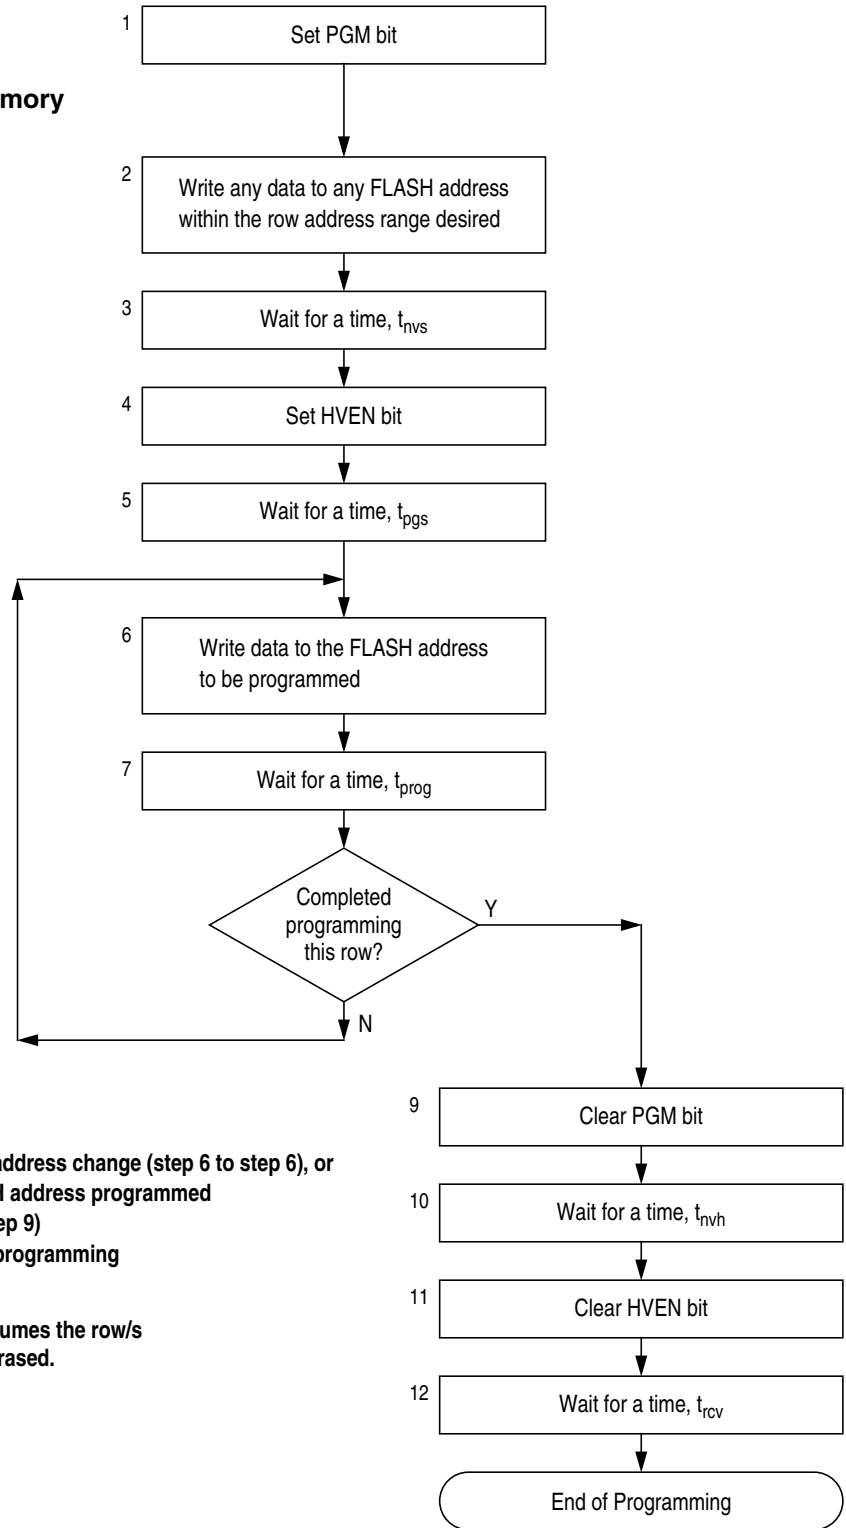 1
Set PGM bit
mory
2
Write any data to any FLASH address
within the row address range desired
3
Wait for a time, tnvs
4
Set HVEN bit
5
Wait for a time, tpgs
6
Write data to the FLASH address
to be programmed
7
Wait for a time, tprog
Completed
programming
this row?
Y
N
9
Clear PGM bit
address change (step 6 to step 6), or
H address programmed
ep 9)
programming
10
Wait for a time, tnvh
11
Clear HVEN bit
umes the row/s
rased.
12
Wait for a time, trcv
End of Programming